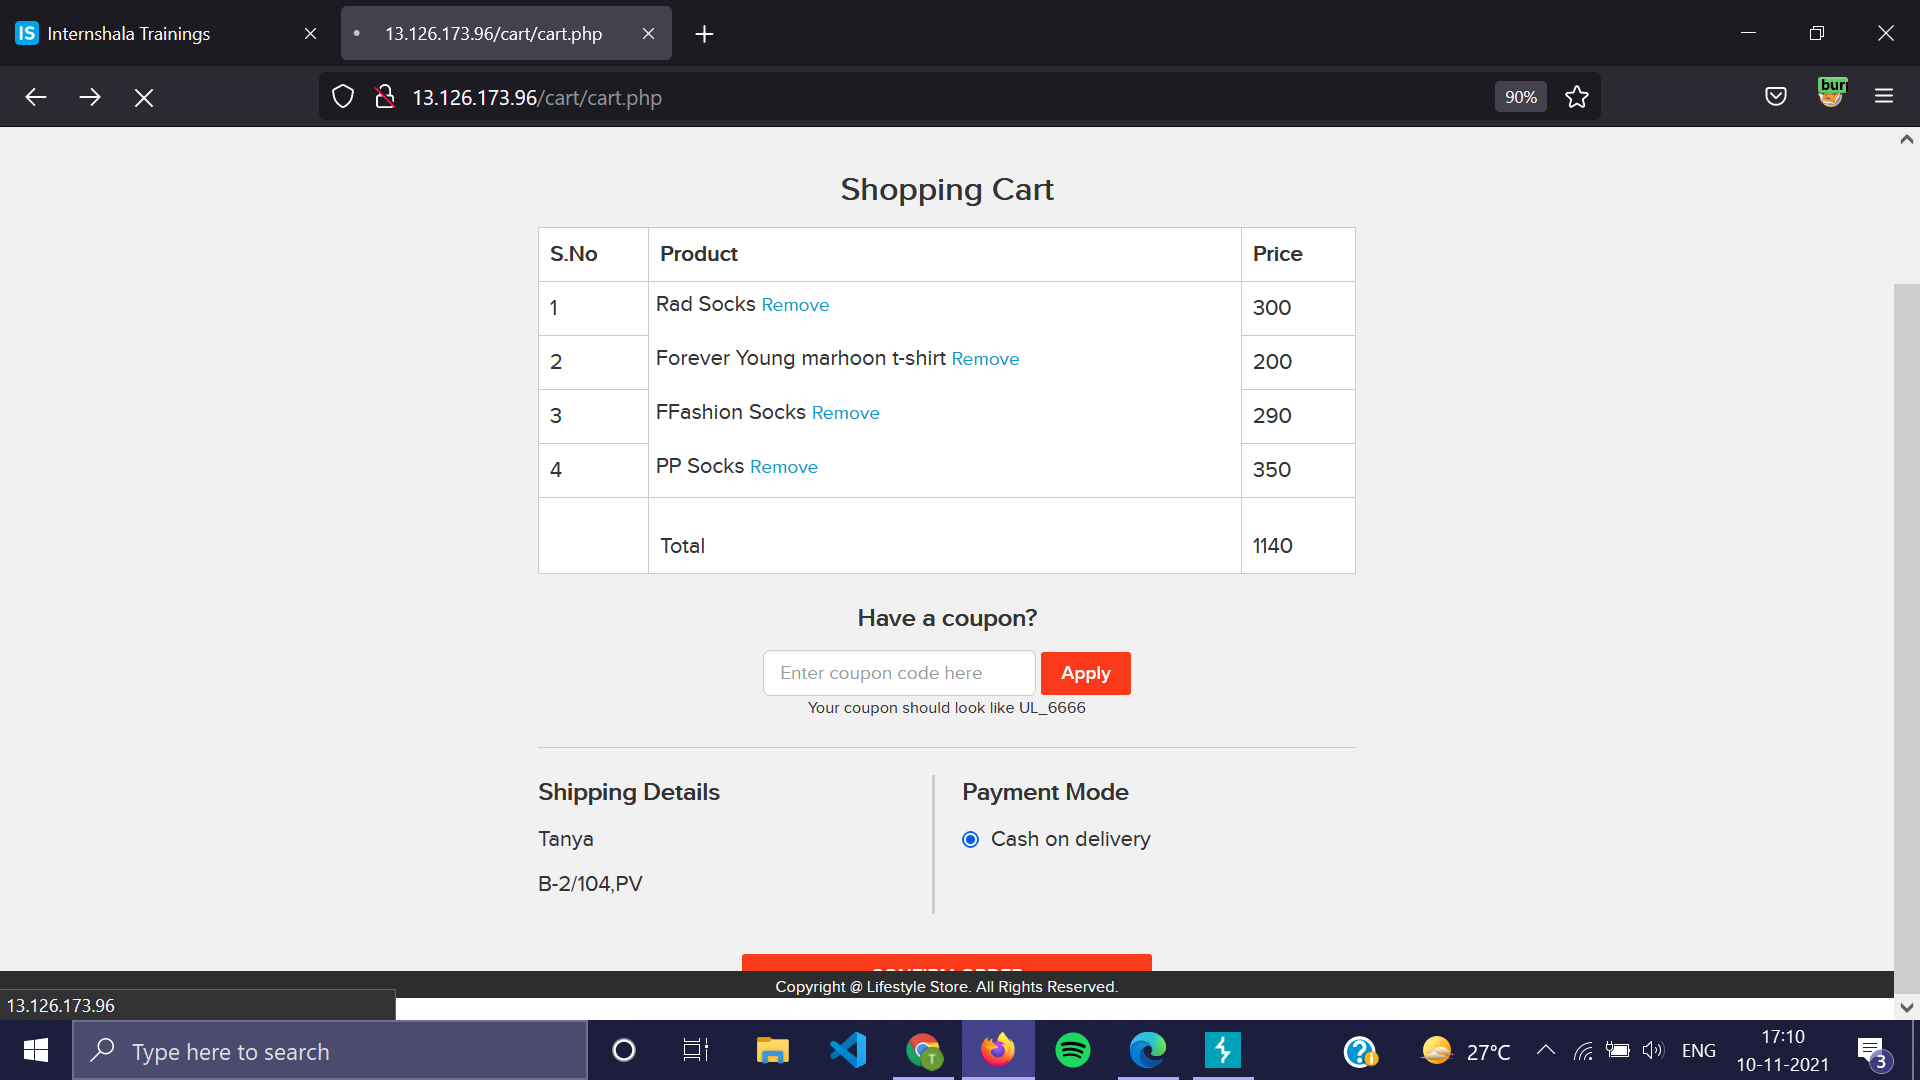 IS Internshala Trainings
13.126.173.96/cart/cart.php
13.126.173.96/cart/cart.php
90%
bur
Shopping Cart
S.No Product Price
1 Rad Socks Remove 300
2 Forever Young marhoon t-shirt Remove 200
3 FFashion Socks Remove 290
4 PP Socks Remove 350
Total 1140
Have a coupon?
Enter coupon code here Apply
Your coupon should look like UL_6666
Shipping Details
Tanya
B-2/104,PV
Payment Mode
Cash on delivery
CONFIRM ORDER
Copyright @ Lifestyle Store. All Rights Reserved.
13.126.173.96
Type here to search
T
27°C
ENG
17:10
10-11-2021
3